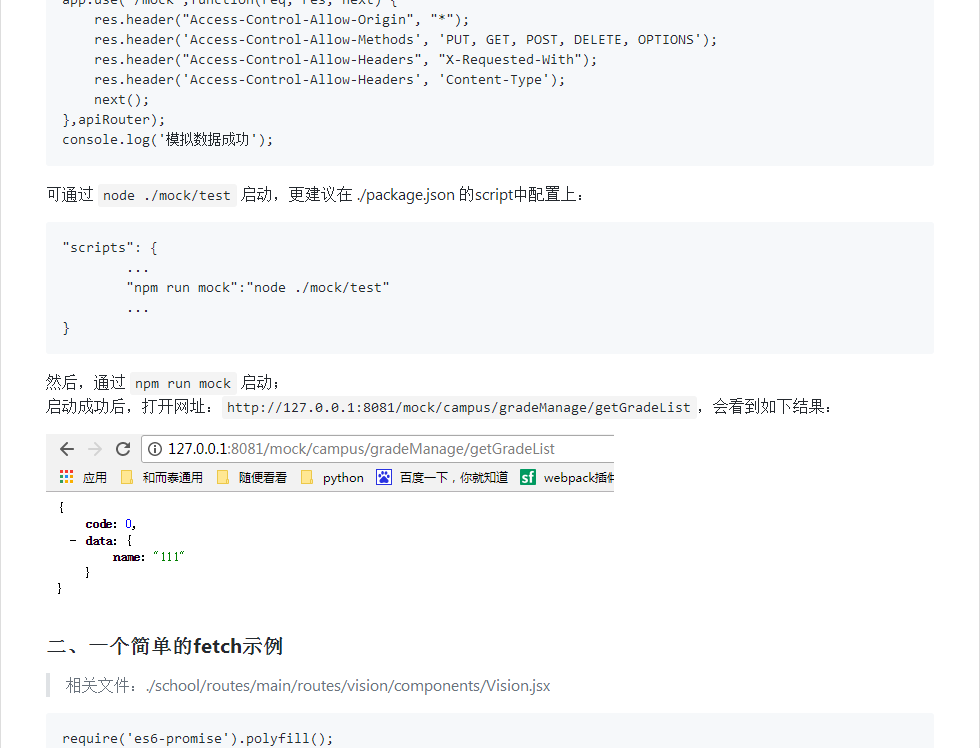 app.use('/mock',function(req, res, next) {
    res.header("Access-Control-Allow-Origin", "*");
    res.header('Access-Control-Allow-Methods', 'PUT, GET, POST, DELETE, OPTIONS');
    res.header("Access-Control-Allow-Headers", "X-Requested-With");
    res.header('Access-Control-Allow-Headers', 'Content-Type');
    next();
},apiRouter);
console.log('模拟数据成功');
可通过 node ./mock/test 启动，更建议在 ./package.json 的script中配置上：
"scripts": {
        ...
        "npm run mock":"node ./mock/test"
        ...
}
然后，通过 npm run mock 启动；
启动成功后，打开网址： http://127.0.0.1:8081/mock/campus/gradeManage/getGradeList ，会看到如下结果：
127.0.0.1:8081/mock/campus/gradeManage/getGradeList
应用 和而泰通用 随便看看 python 百度一下，你就知道 sf webpack插件
{
    code: 0,
  - data: {
        name: "111"
    }
}
二、一个简单的fetch示例
相关文件：./school/routes/main/routes/vision/components/Vision.jsx
require('es6-promise').polyfill();